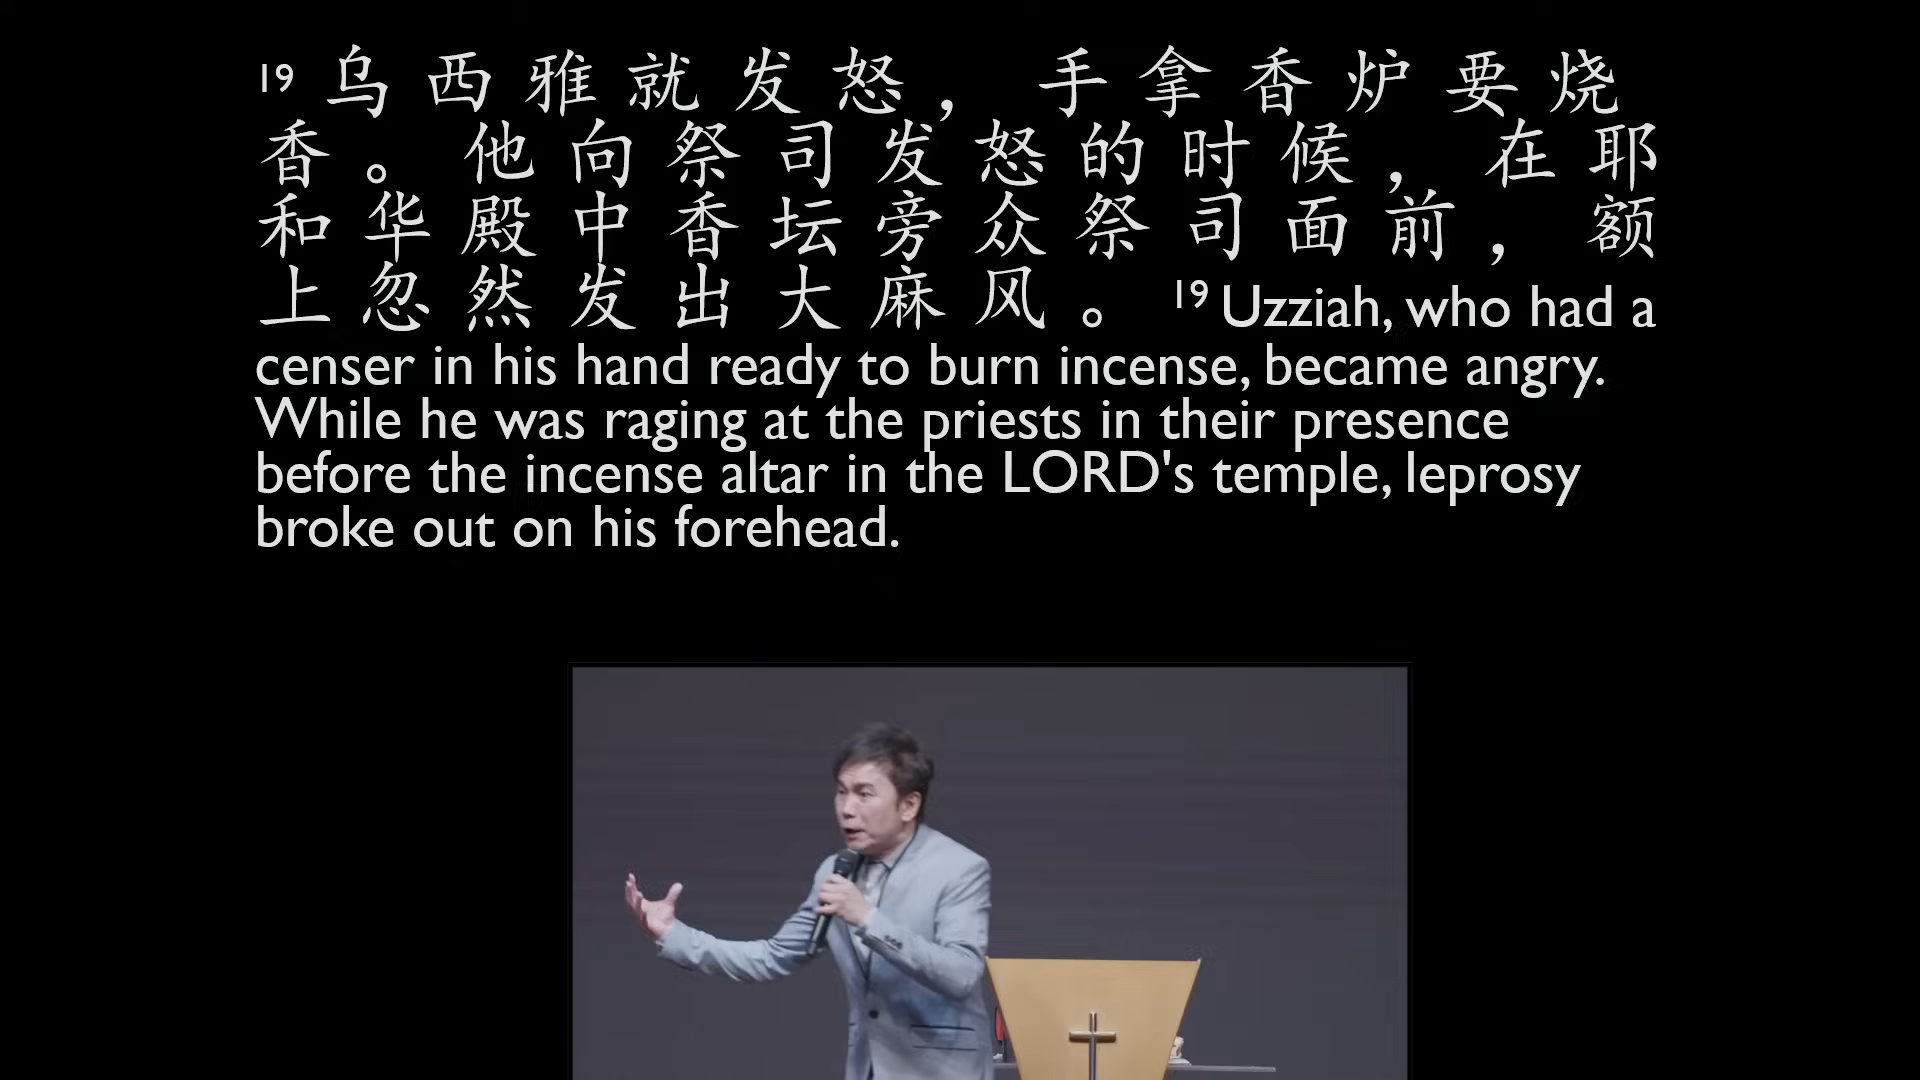 19 乌西雅就发怒，手拿香炉要烧
香。他向祭司发怒的时候，在耶
和华殿中香坛旁众祭司面前，额
上忽然发出大麻风。 19 Uzziah, who had a
censer in his hand ready to burn incense, became angry.
While he was raging at the priests in their presence
before the incense altar in the LORD's temple, leprosy
broke out on his forehead.